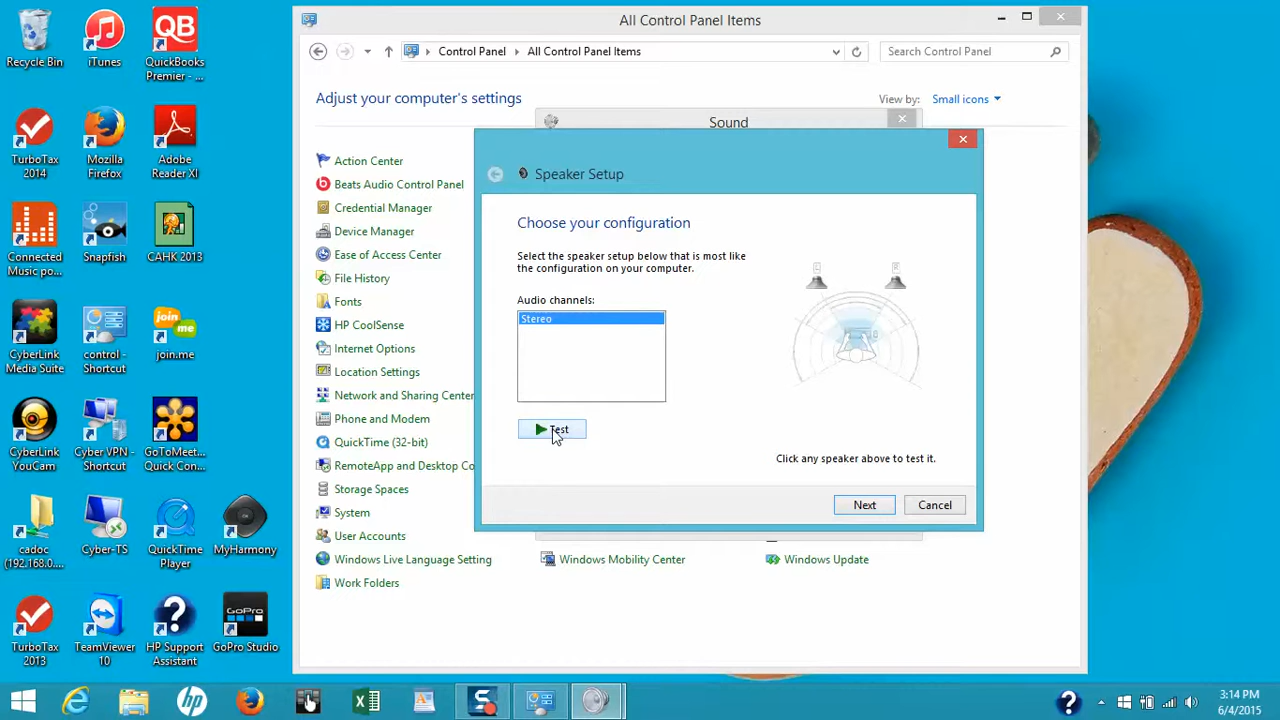 All Control Panel Items
Control Panel
All Control Panel Items
Search Control Panel
Adjust your computer's settings
View by:
Small icons
Action Center
Beats Audio Control Panel
Credential Manager
Device Manager
Ease of Access Center
File History
Fonts
HP CoolSense
Internet Options
Location Settings
Network and Sharing Center
Phone and Modem
QuickTime (32-bit)
RemoteApp and Desktop Co
Storage Spaces
System
User Accounts
Windows Live Language Setting
Work Folders
Windows Mobility Center
Windows Update
Sound
Speaker Setup
Choose your configuration
Select the speaker setup below that is most like
the configuration on your computer.
Audio channels:
Stereo
Test
L
R
Click any speaker above to test it.
Next
Cancel
Recycle Bin
iTunes
QB
QuickBooks
Premier - ...
TurboTax
2014
Mozilla
Firefox
Adobe
Reader XI
Connected
Music po...
Snapfish
CAHK 2013
CyberLink
Media Suite
control -
Shortcut
join
me
join.me
CyberLink
YouCam
Cyber VPN -
Shortcut
GoToMeet...
Quick Con...
cadoc
(192.168.0....
Cyber-TS
QuickTime
Player
MyHarmony
TurboTax
2013
TeamViewer
10
HP Support
Assistant
GoPro
GoPro Studio
hp
S
3:14 PM
6/4/2015